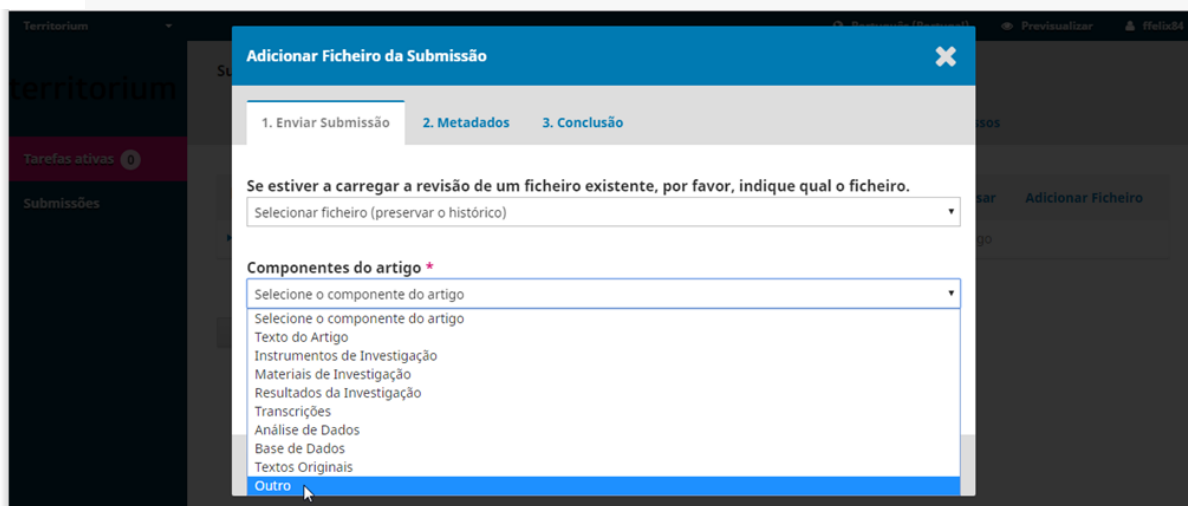 Territorium
Português (Portugal)
Previsualizar
ffelix84
territorium
Tarefas ativas 0
Submissões
Adicionar Ficheiro da Submissão
1. Enviar Submissão
2. Metadados
3. Conclusão
Se estiver a carregar a revisão de um ficheiro existente, por favor, indique qual o ficheiro.
Selecionar ficheiro (preservar o histórico)
Componentes do artigo *
Selecione o componente do artigo
Selecione o componente do artigo
Texto do Artigo
Instrumentos de Investigação
Materiais de Investigação
Resultados da Investigação
Transcrições
Análise de Dados
Base de Dados
Textos Originais
Outro
Adicionar Ficheiro